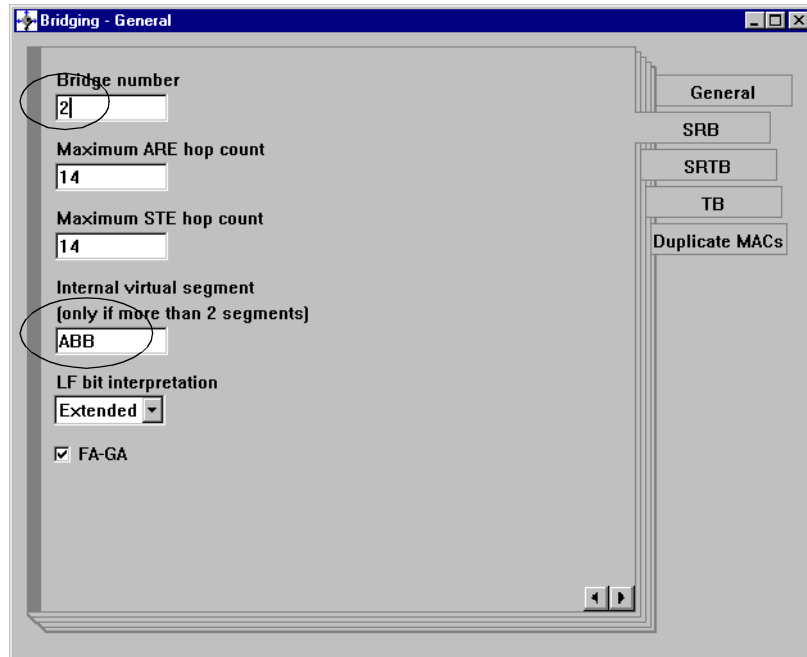 Bridging - General
Bridge number
2
Maximum ARE hop count
14
Maximum STE hop count
14
Internal virtual segment
(only if more than 2 segments)
ABB
LF bit interpretation
Extended
FA-GA
General
SRB
SRTB
TB
Duplicate MACs